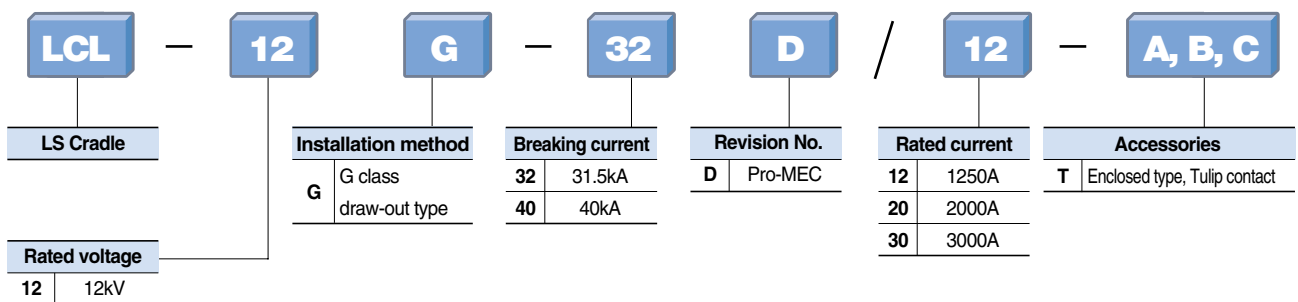 LCL – 12 G – 32 D / 12 – A, B, C
LS Cradle
Rated voltage
12 12kV
Installation method
G G class
draw-out type
Breaking current
32 31.5kA
40 40kA
Revision No.
D Pro-MEC
Rated current
12 1250A
20 2000A
30 3000A
Accessories
T Enclosed type, Tulip contact